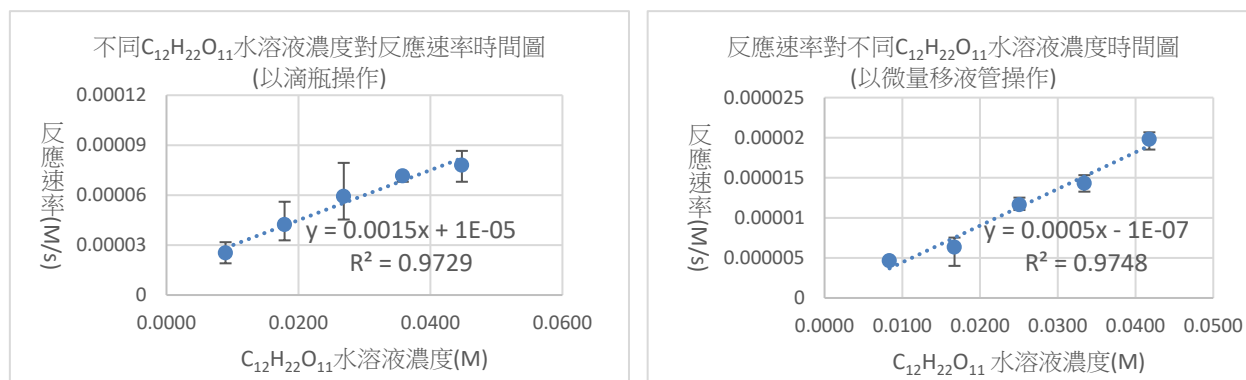 不同C₁₂H₂₂O₁₁水溶液濃度對反應速率時間圖
(以滴瓶操作)
反應速率(M/s)
0.00012
0.00009
0.00006
0.00003
0
y = 0.0015x + 1E-05
R² = 0.9729
0.0000 0.0200 0.0400 0.0600
C₁₂H₂₂O₁₁水溶液濃度(M)
反應速率對不同C₁₂H₂₂O₁₁水溶液濃度時間圖
(以微量移液管操作)
反應速率(M/s)
0.000025
0.00002
0.000015
0.00001
0.000005
0
y = 0.0005x - 1E-07
R² = 0.9748
0.0000 0.0100 0.0200 0.0300 0.0400 0.0500
C₁₂H₂₂O₁₁ 水溶液濃度(M)